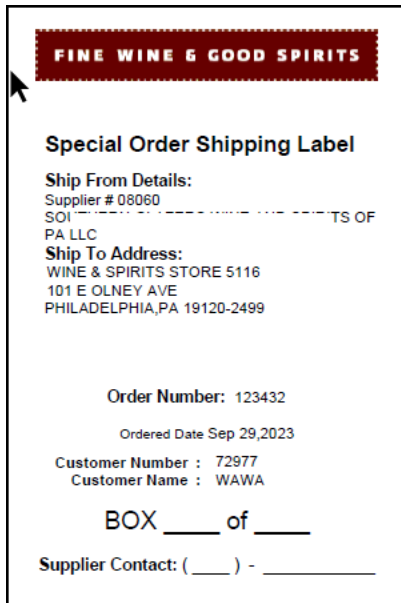 FINE WINE & GOOD SPIRITS
Special Order Shipping Label
Ship From Details:
Supplier # 08060
TS OF
PA LLC
Ship To Address:
WINE & SPIRITS STORE 5116
101 E OLNEY AVE
PHILADELPHIA,PA 19120-2499
Order Number: 123432
Ordered Date Sep 29,2023
Customer Number : 72977
Customer Name : WAWA
BOX ____ of ____
Supplier Contact: ( ____ ) - ____________